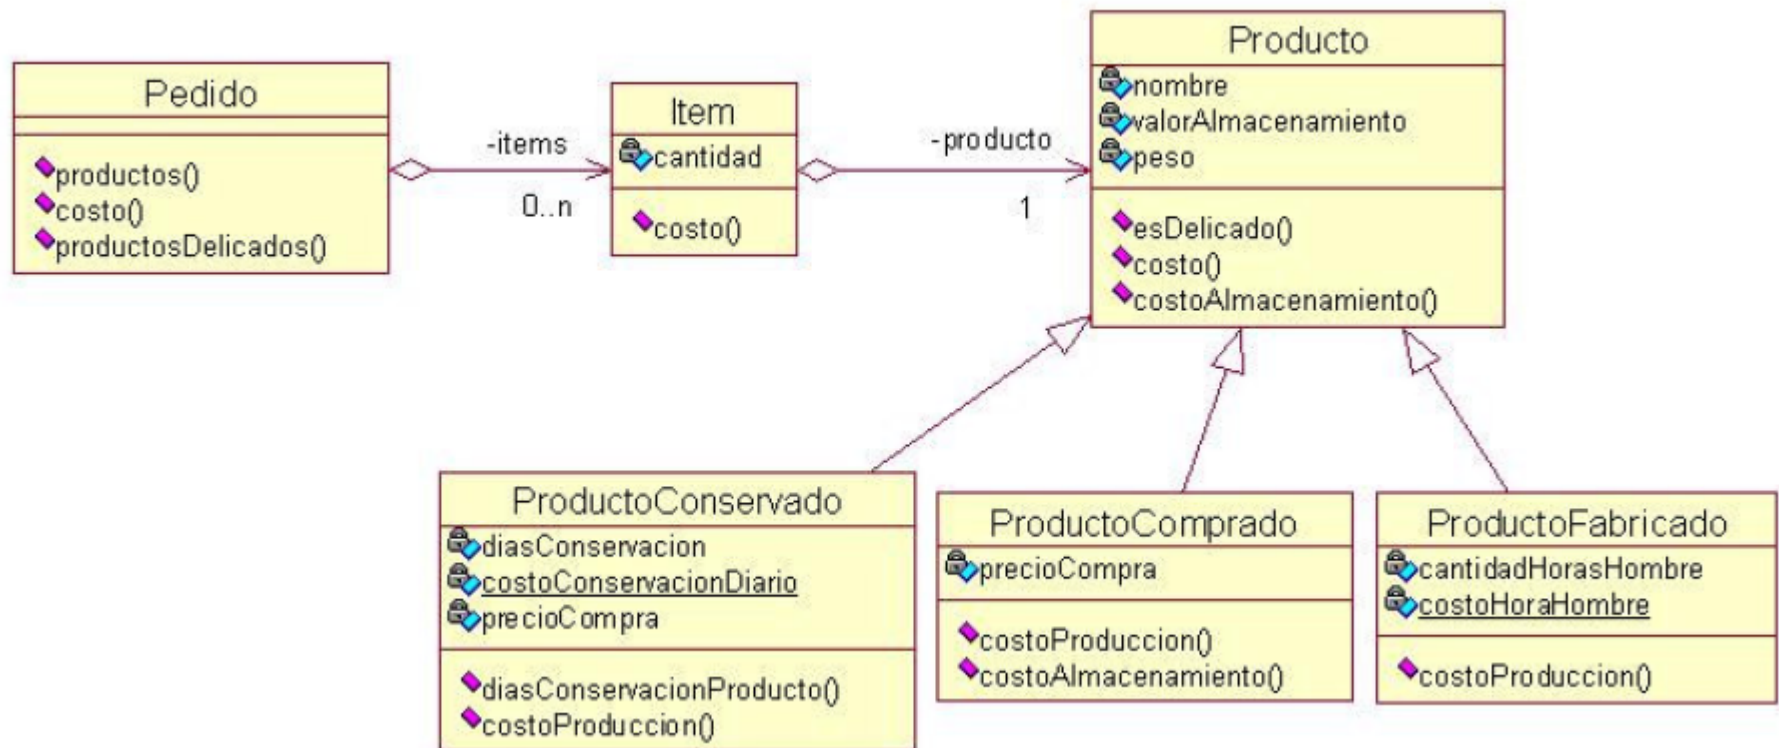 Pedido
productos()
costo()
productosDelicados()
-items
0..n
Item
cantidad
costo()
-producto
1
Producto
nombre
valorAlmacenamiento
peso
esDelicado()
costo()
costoAlmacenamiento()
ProductoConservado
diasConservacion
costoConservacionDiario
precioCompra
diasConservacionProducto()
costoProduccion()
ProductoComprado
precioCompra
costoProduccion()
costoAlmacenamiento()
ProductoFabricado
cantidadHorasHombre
costoHoraHombre
costoProduccion()